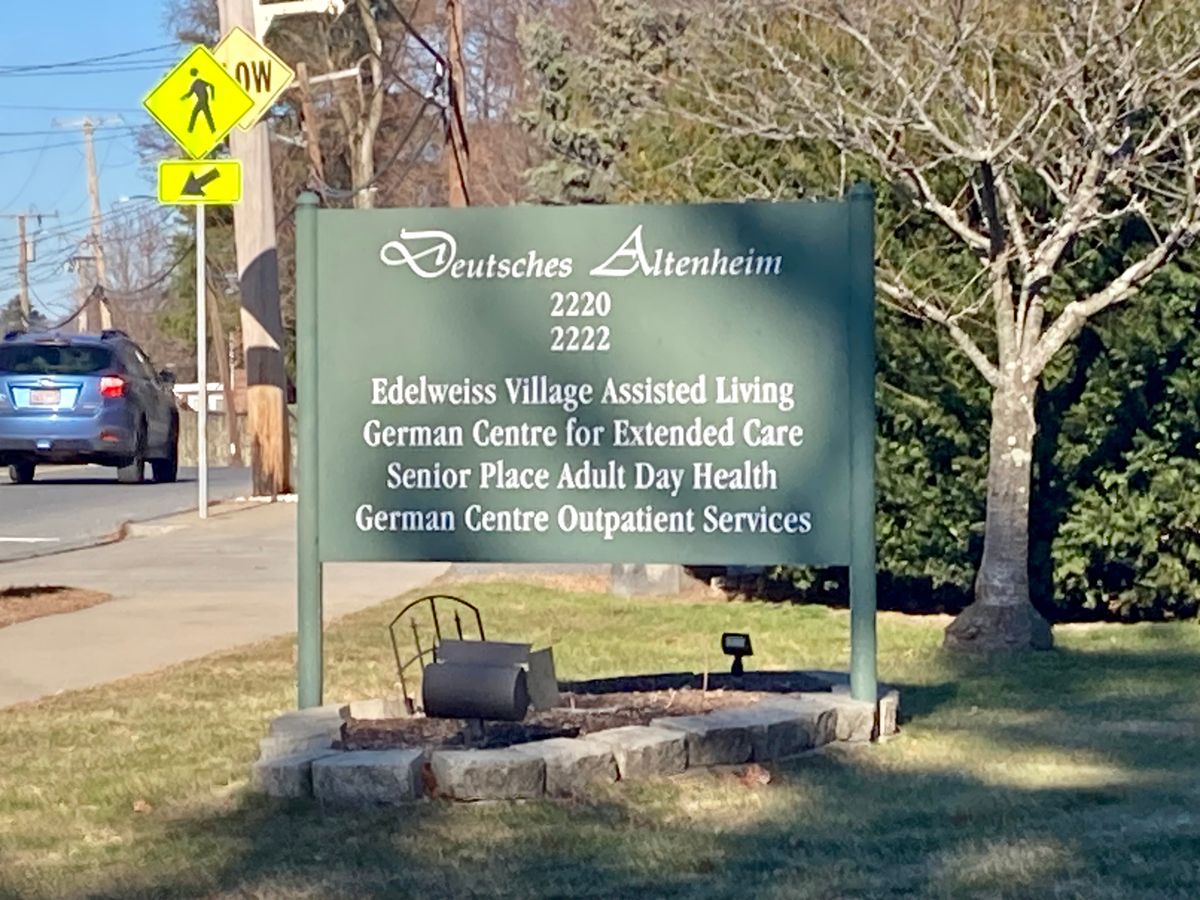 OW
Deutsches Altenheim
2220
2222
Edelweiss Village Assisted Living
German Centre for Extended Care
Senior Place Adult Day Health
German Centre Outpatient Services